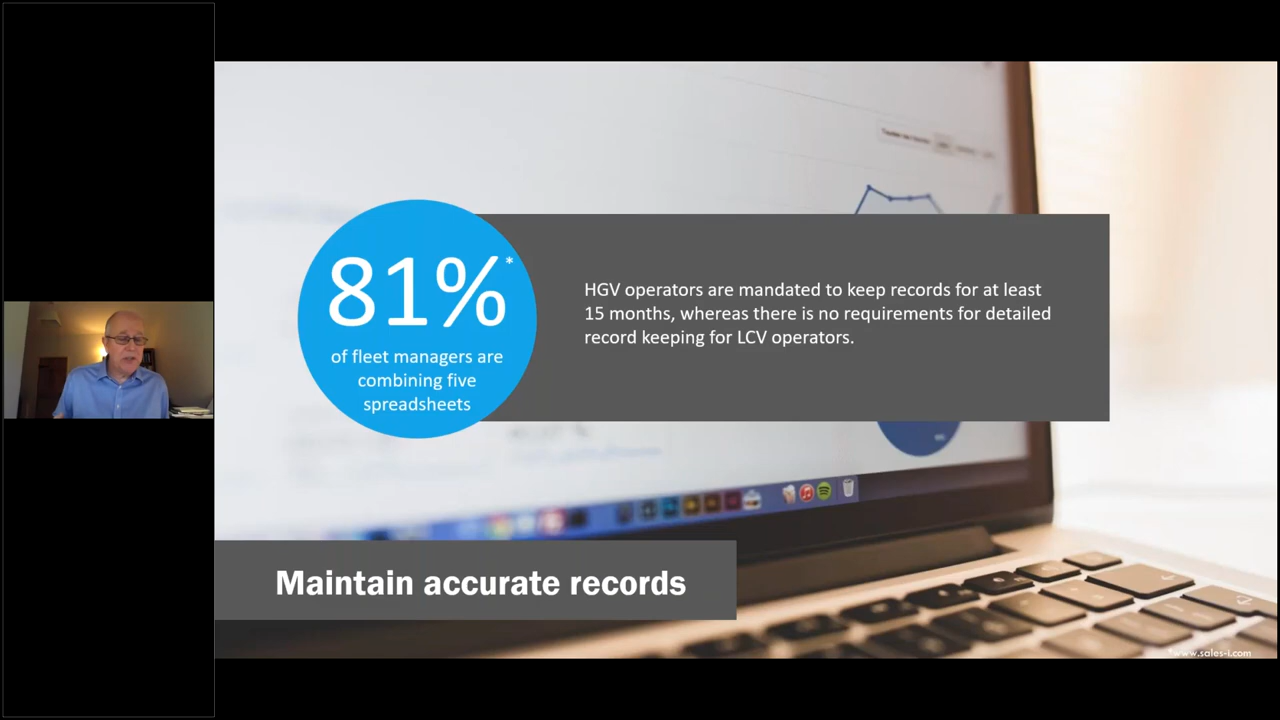 81%*
of fleet managers are
combining five
spreadsheets
HGV operators are mandated to keep records for at least
15 months, whereas there is no requirements for detailed
record keeping for LCV operators.
Maintain accurate records
*www.sales-i.com